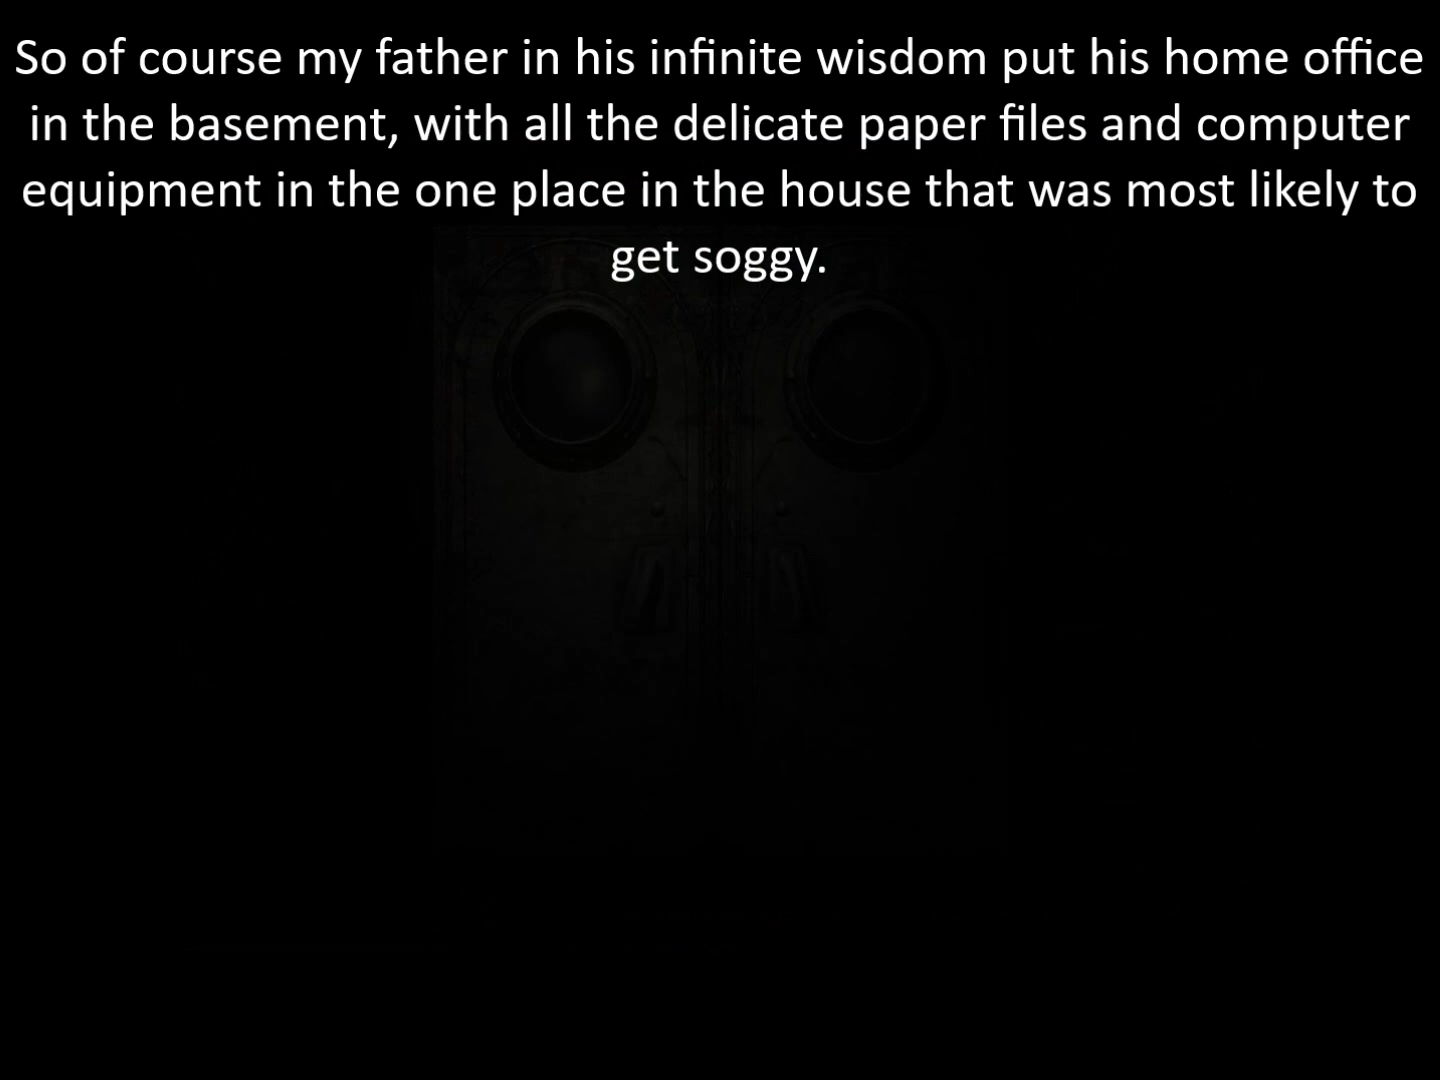 So of course my father in his infinite wisdom put his home office
in the basement, with all the delicate paper files and computer
equipment in the one place in the house that was most likely to
get soggy.